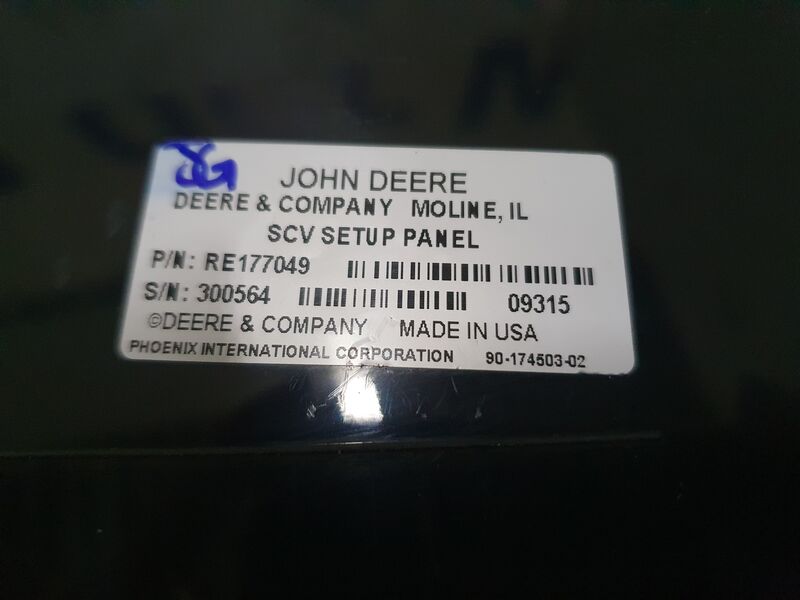 JG
JOHN DEERE
DEERE & COMPANY MOLINE, IL
SCV SETUP PANEL
P/N: RE177049
S/N: 300564 09315
©DEERE & COMPANY MADE IN USA
PHOENIX INTERNATIONAL CORPORATION 90-174503-02